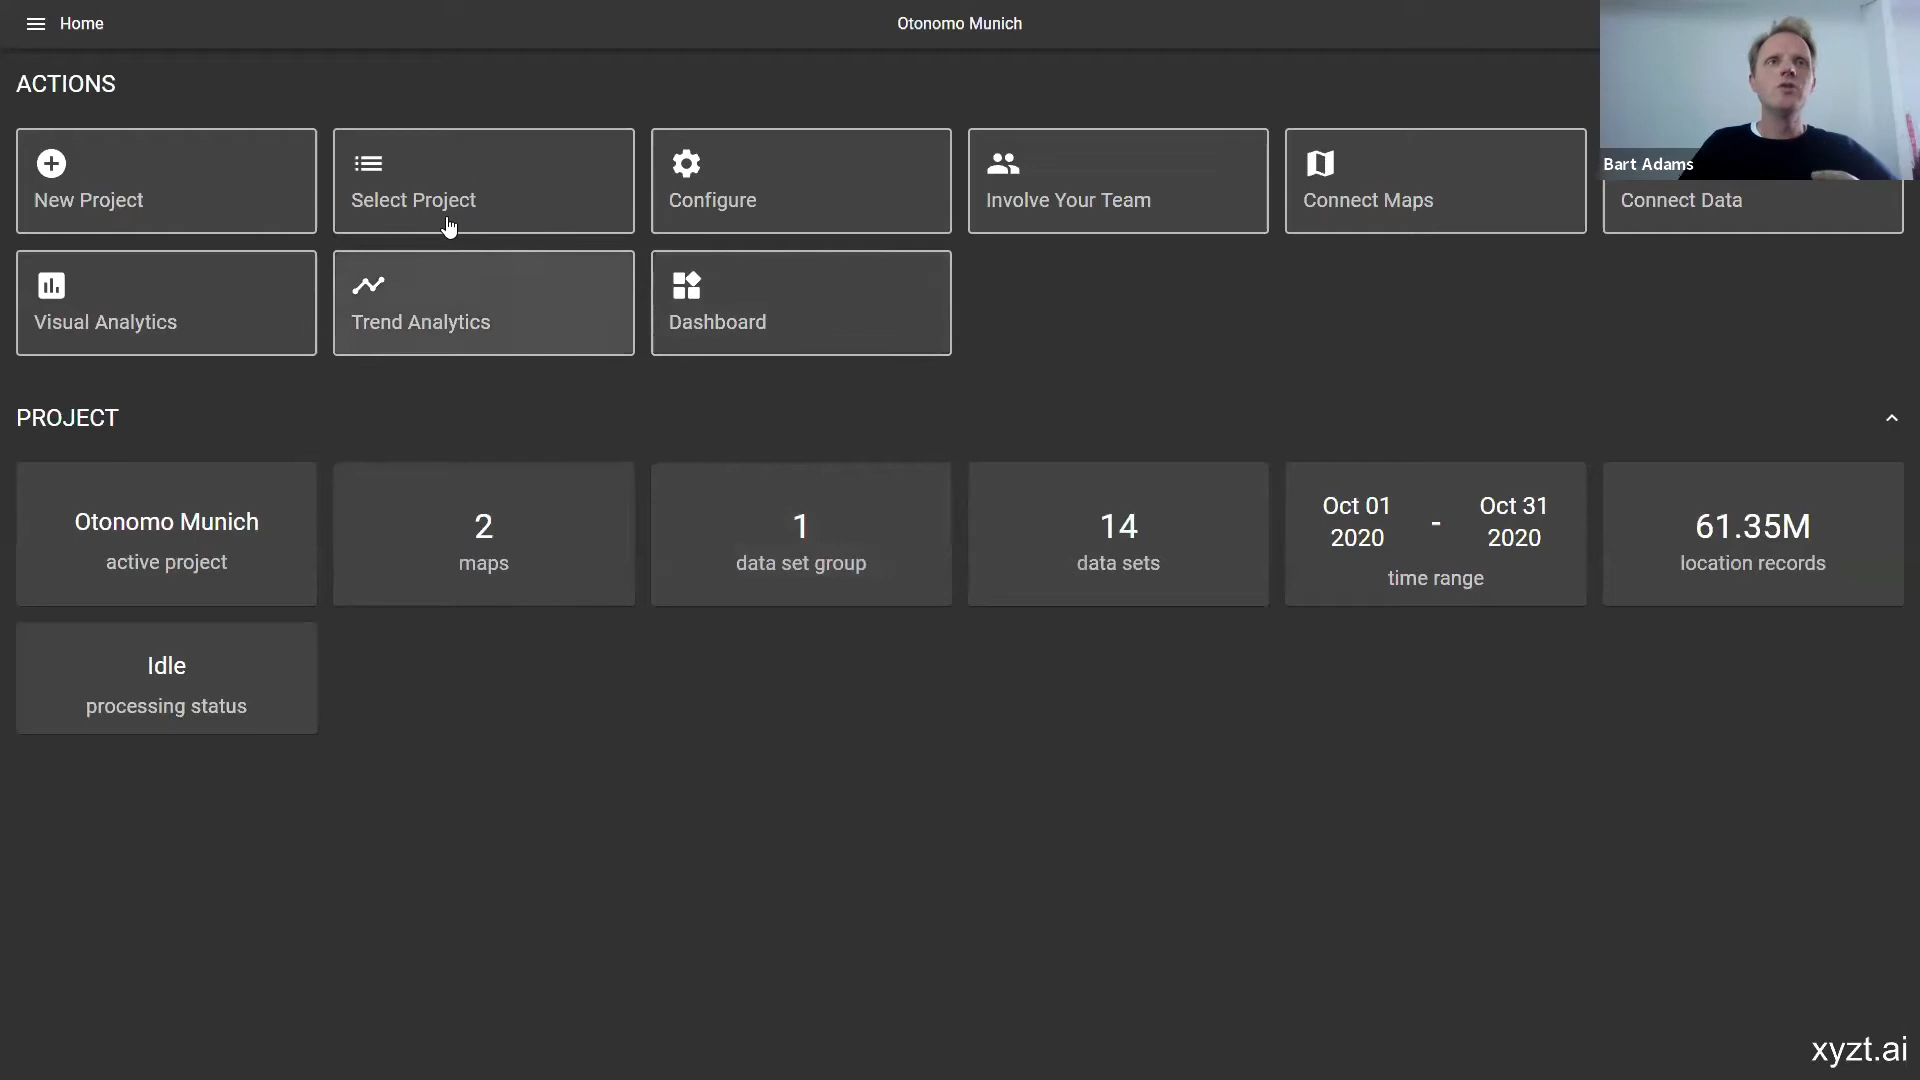 Home
Otonomo Munich
ACTIONS
New Project
Select Project
Configure
Involve Your Team
Connect Maps
Connect Data
Bart Adams
Visual Analytics
Trend Analytics
Dashboard
PROJECT
Otonomo Munich
active project
2
maps
1
data set group
14
data sets
Oct 01
2020
-
Oct 31
2020
time range
61.35M
location records
Idle
processing status
xyzt.ai